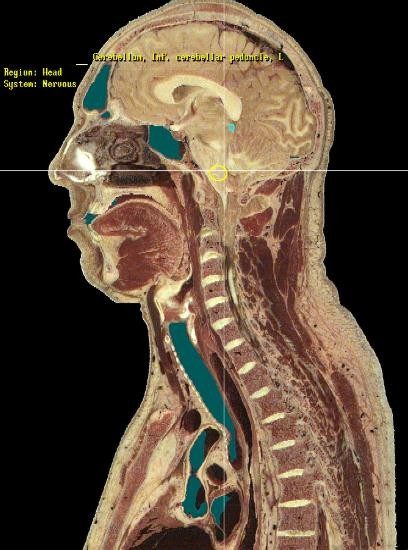 Cerebellum, Inf. cerebellar peduncle, L
Region: Head
System: Nervous